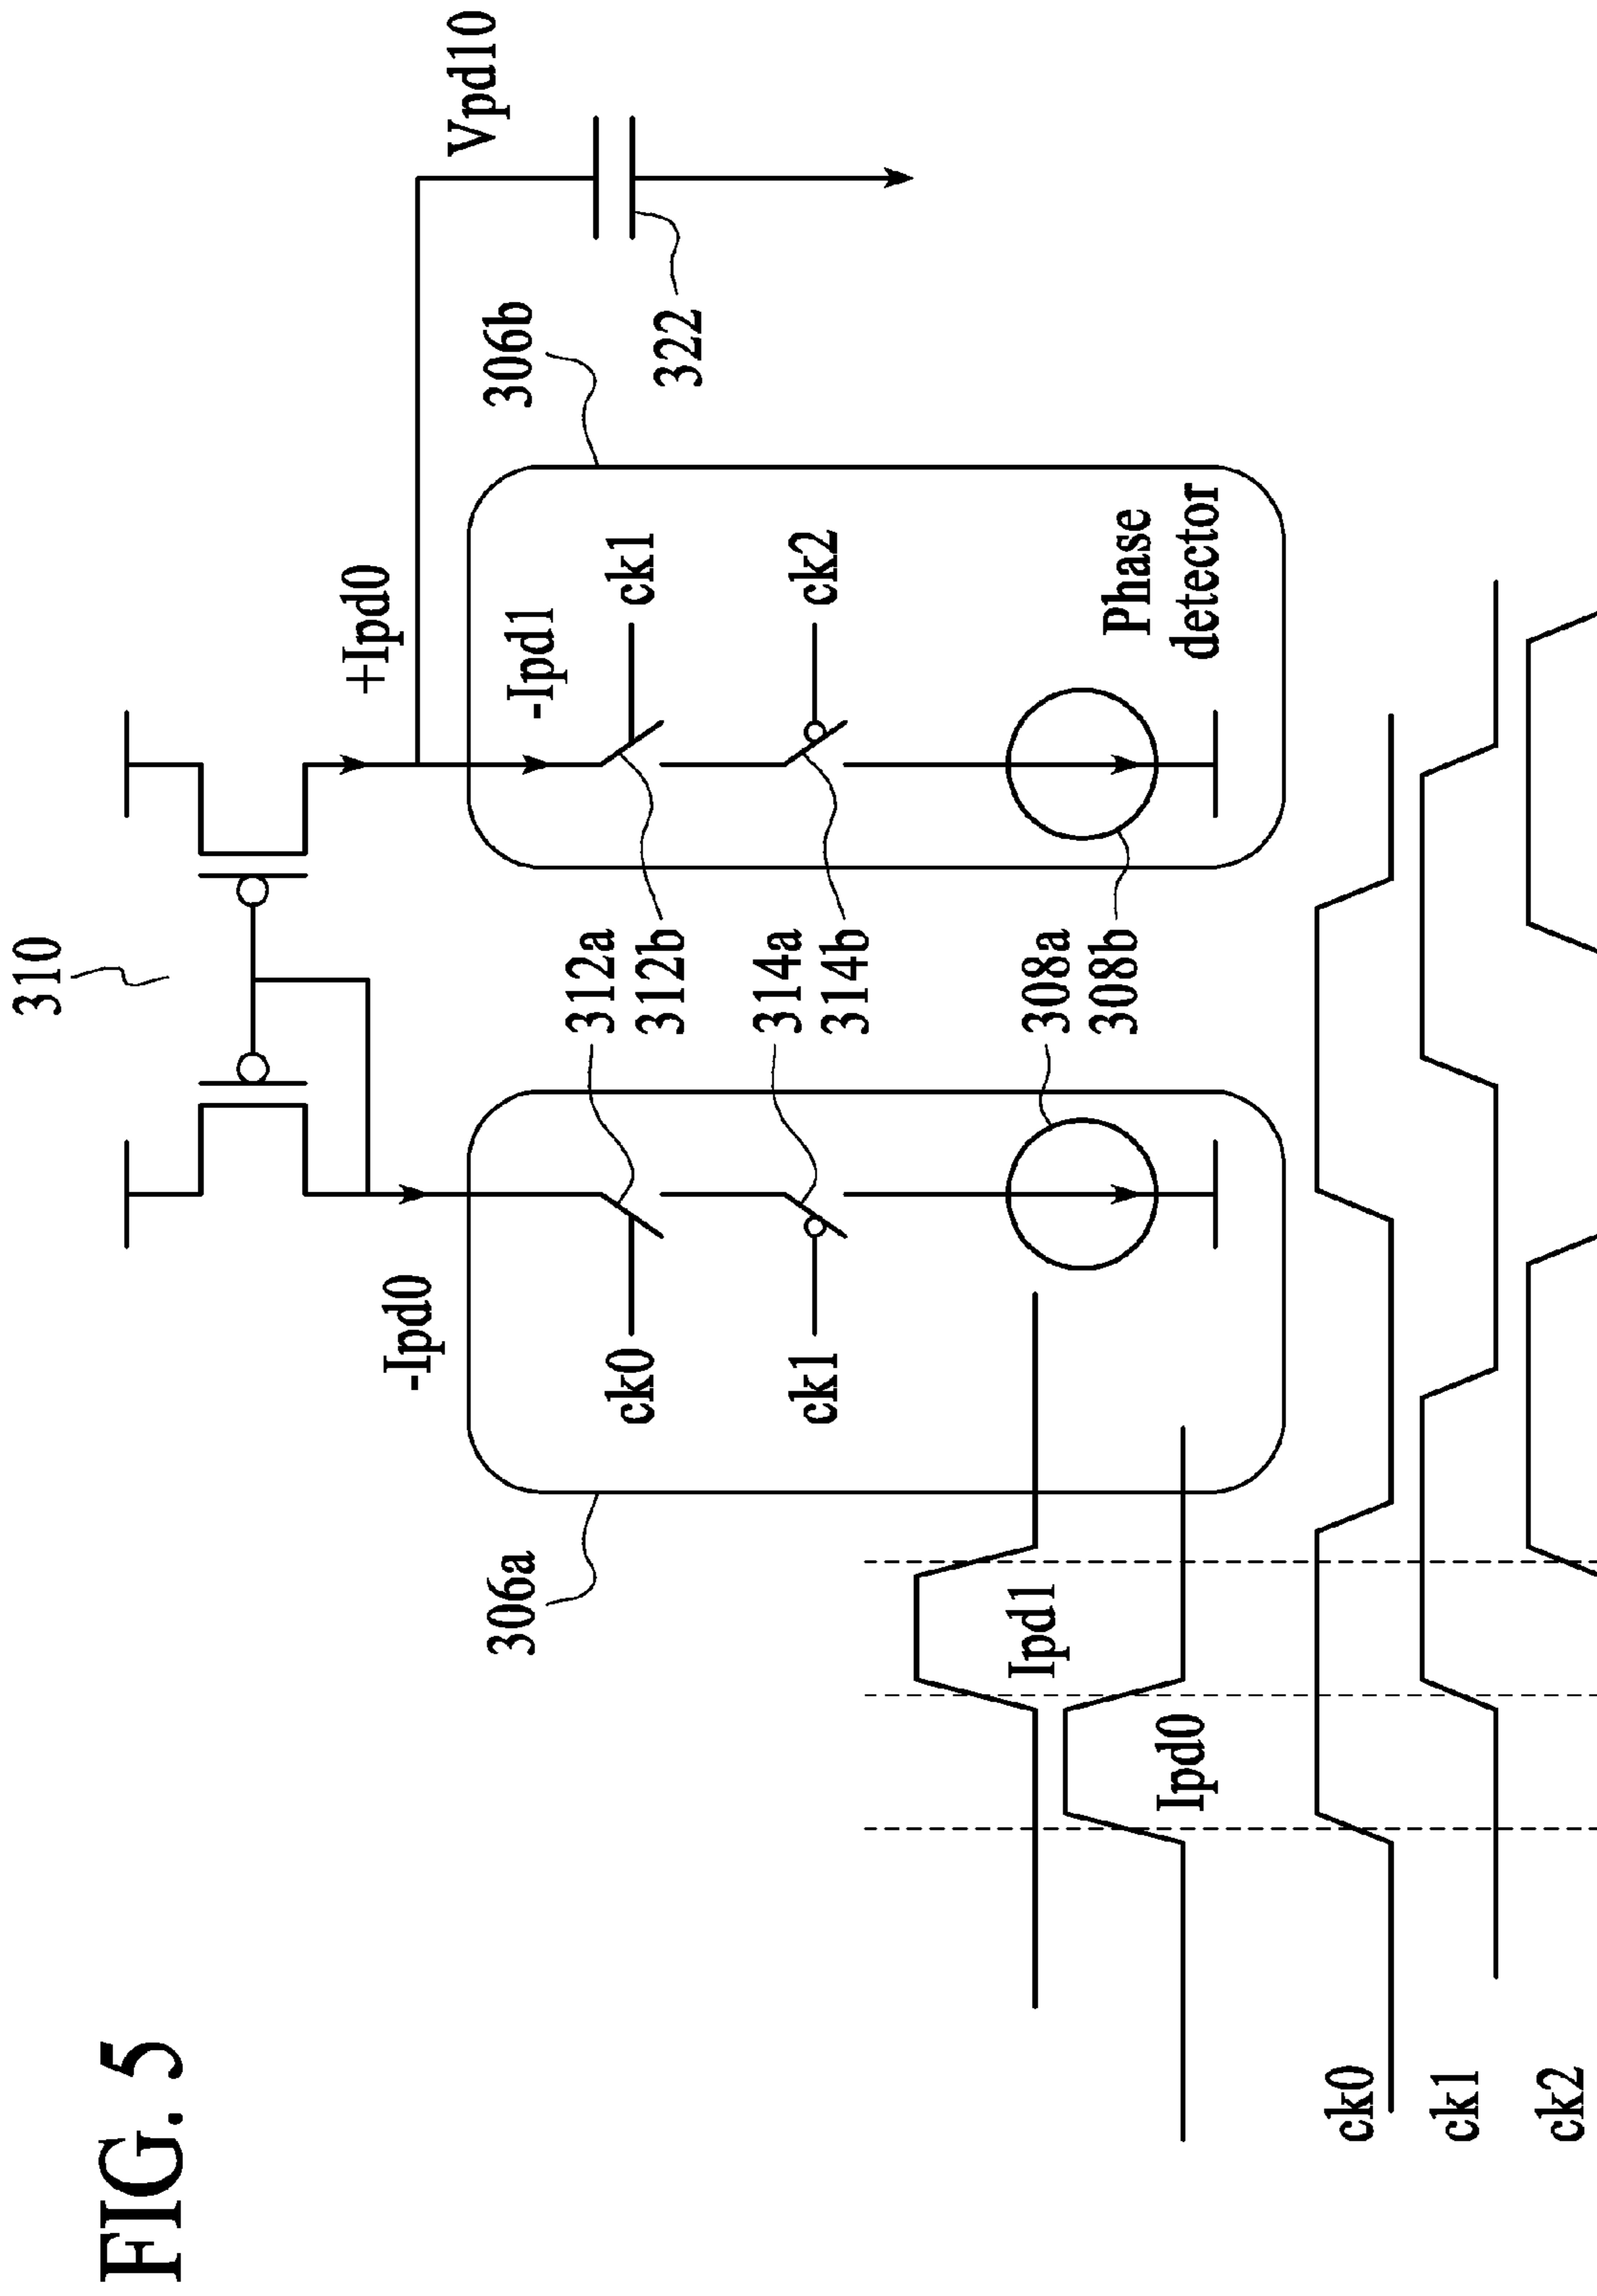 FIG. 5
310
-Ipd0
+Ipd0
Vpd10
306a
306b
322
ck0
ck1
312a
312b
314a
314b
308a
308b
-Ipd1
ck1
ck2
Phase
detector
Ipd1
Ipd0
ck0
ck1
ck2